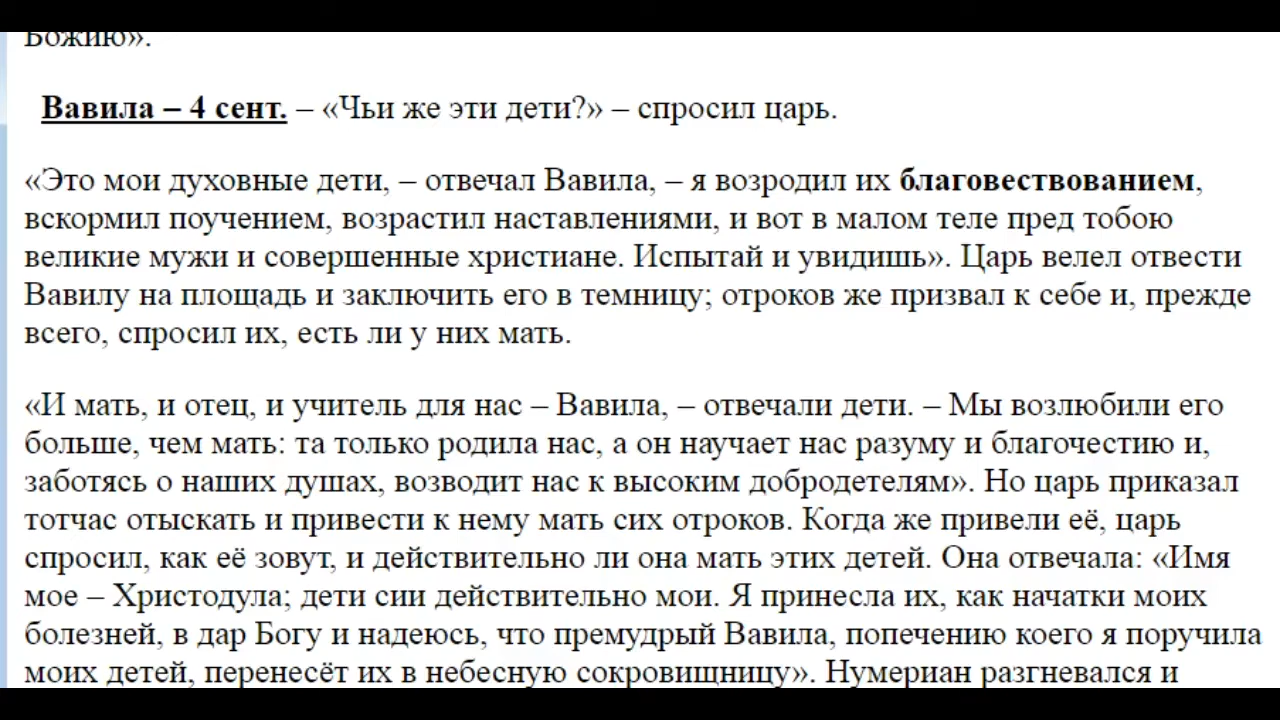 Божию».
Вавила – 4 сент. – «Чьи же эти дети?» – спросил царь.
«Это мои духовные дети, – отвечал Вавила, – я возродил их благовествованием,
вскормил поучением, возрастил наставлениями, и вот в малом теле пред тобою
великие мужи и совершенные христиане. Испытай и увидишь». Царь велел отвести
Вавилу на площадь и заключить его в темницу; отроков же призвал к себе и, прежде
всего, спросил их, есть ли у них мать.
«И мать, и отец, и учитель для нас – Вавила, – отвечали дети. – Мы возлюбили его
больше, чем мать: та только родила нас, а он научает нас разуму и благочестию и,
заботясь о наших душах, возводит нас к высоким добродетелям». Но царь приказал
тотчас отыскать и привести к нему мать сих отроков. Когда же привели её, царь
спросил, как её зовут, и действительно ли она мать этих детей. Она отвечала: «Имя
мое – Христодула; дети сии действительно мои. Я принесла их, как начатки моих
болезней, в дар Богу и надеюсь, что премудрый Вавила, попечению коего я поручила
моих детей, перенесёт их в небесную сокровищницу». Нумериан разгневался и